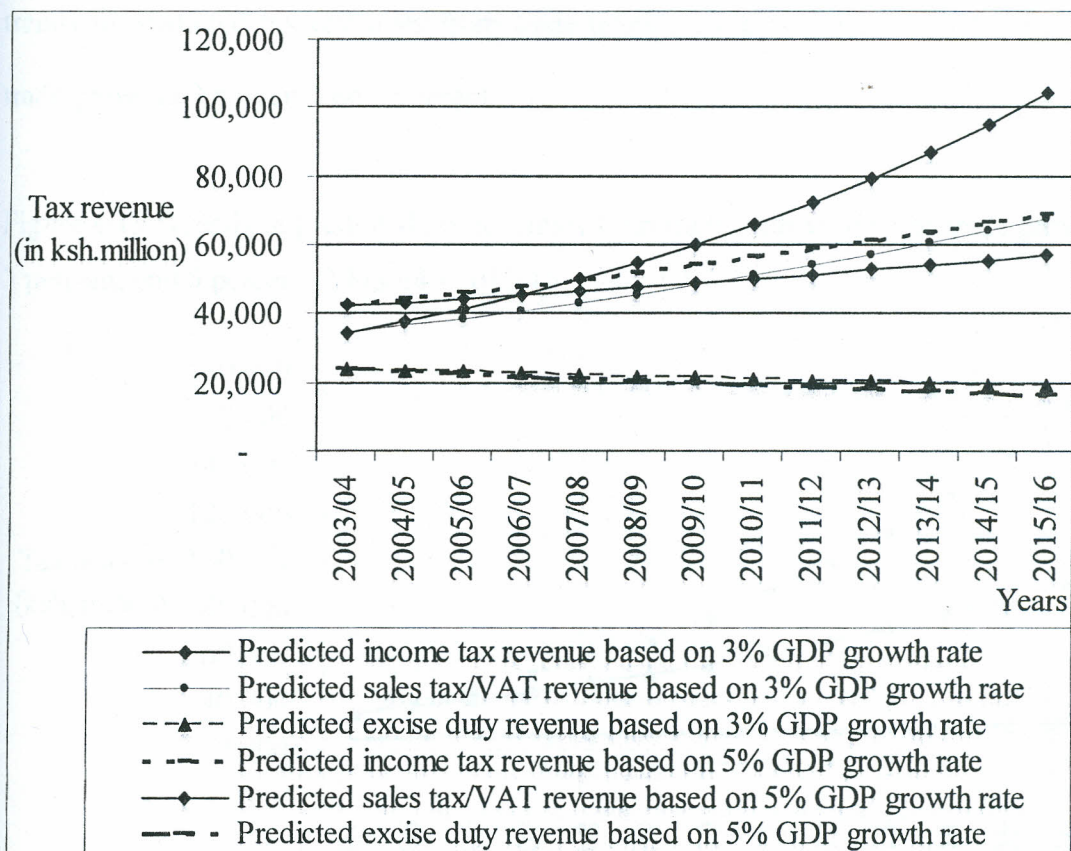 120,000
100,000
80,000
Tax revenue
(in ksh.million)
60,000
40,000
20,000
-
2003/04
2004/05
2005/06
2006/07
2007/08
2008/09
2009/10
2010/11
2011/12
2012/13
2013/14
2014/15
2015/16
Years
Predicted income tax revenue based on 3% GDP growth rate
Predicted sales tax/VAT revenue based on 3% GDP growth rate
Predicted excise duty revenue based on 3% GDP growth rate
Predicted income tax revenue based on 5% GDP growth rate
Predicted sales tax/VAT revenue based on 5% GDP growth rate
Predicted excise duty revenue based on 5% GDP growth rate